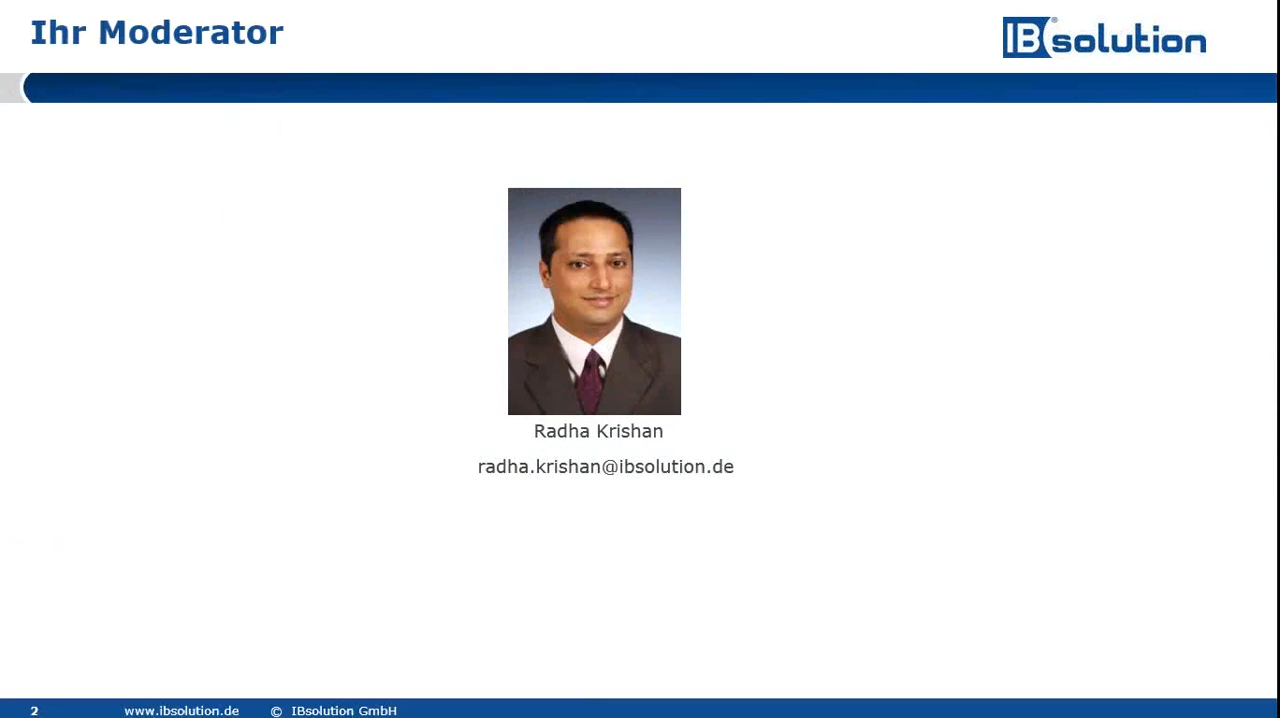 Ihr Moderator
IBsolution®
Radha Krishan
radha.krishan@ibsolution.de
2 www.ibsolution.de © IBsolution GmbH